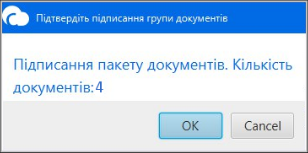 Підтвердіть підписання групи документів
Підписання пакету документів. Кількість
документів:4
OK
Cancel